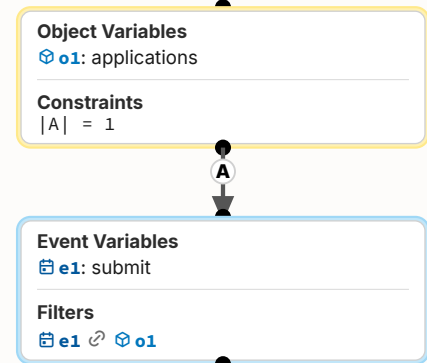 Object Variables
o1: applications
Constraints
|A| = 1
A
Event Variables
e1: submit
Filters
e1 o1